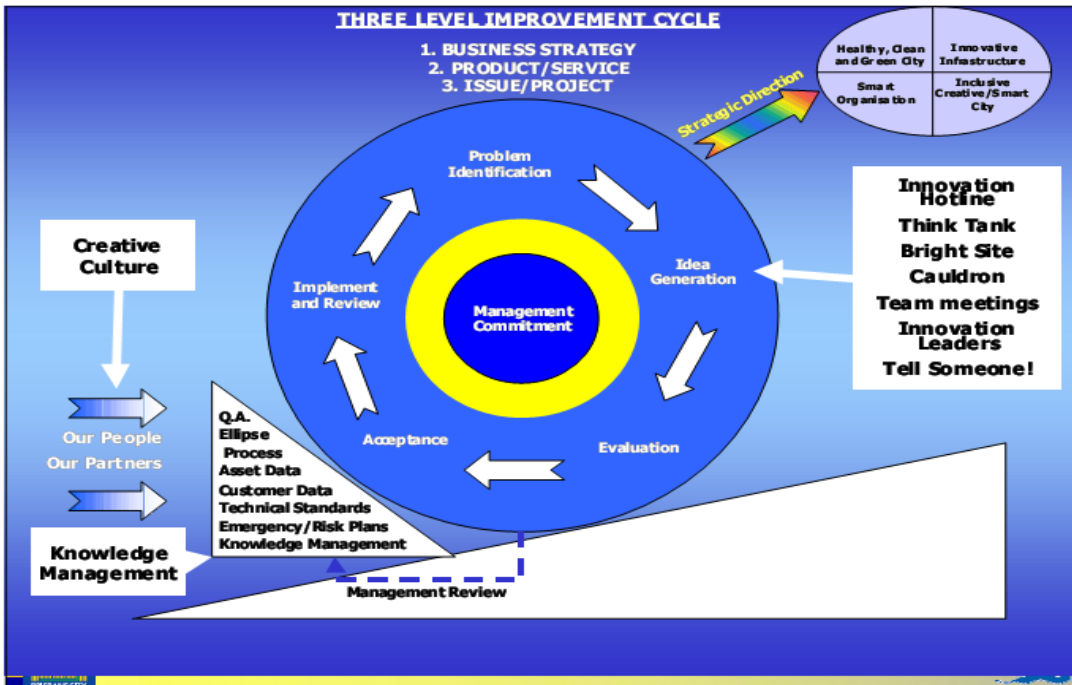 THREE LEVEL IMPROVEMENT CYCLE
1. BUSINESS STRATEGY
2. PRODUCT/SERVICE
3. ISSUE/PROJECT
Strategic Direction
Healthy, Clean
and Green City
Innovative
Infrastructure
Smart
Organisation
Inclusive
Creative/Smart
City
Problem
Identification
Idea
Generation
Evaluation
Acceptance
Implement
and Review
Management
Commitment
Innovation
Hotline
Think Tank
Bright Site
Cauldron
Team meetings
Innovation
Leaders
Tell Someone!
Creative
Culture
Our People
Our Partners
Knowledge
Management
Q.A.
Ellipse
Process
Asset Data
Customer Data
Technical Standards
Emergency/Risk Plans
Knowledge Management
Management Review